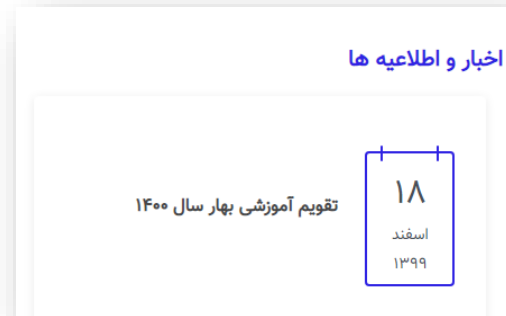 اخبار و اطلاعیه ها
۱۸
اسفند
۱۳۹۹
تقویم آموزشی بهار سال ۱۴۰۰